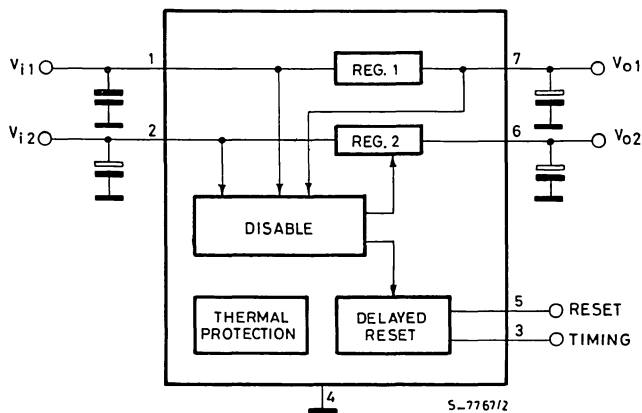 Vi1
1
REG. 1
7
Vo1
Vi2
2
REG. 2
6
Vo2
DISABLE
THERMAL
PROTECTION
DELAYED
RESET
5
RESET
3
TIMING
4
S_7767/2